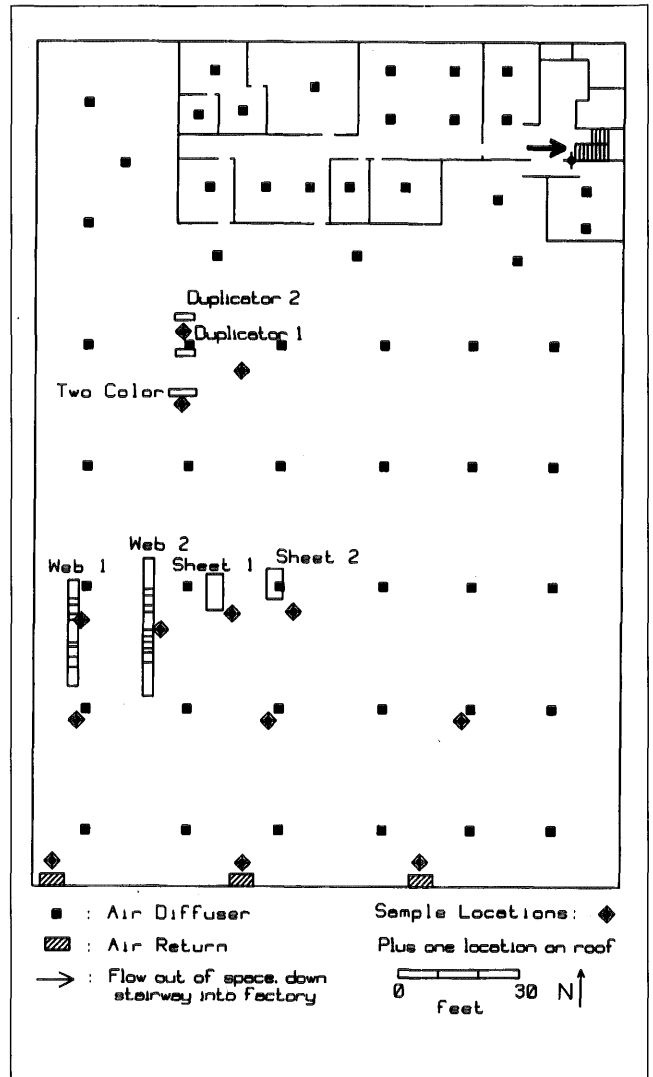 Duplicator 2
Duplicator 1
Two Color
Web 1
Web 2
Sheet 1
Sheet 2
: Air Diffuser
: Air Return
: Flow out of space, down
stairway into factory
Sample Locations:
Plus one location on roof
0 30
feet
N